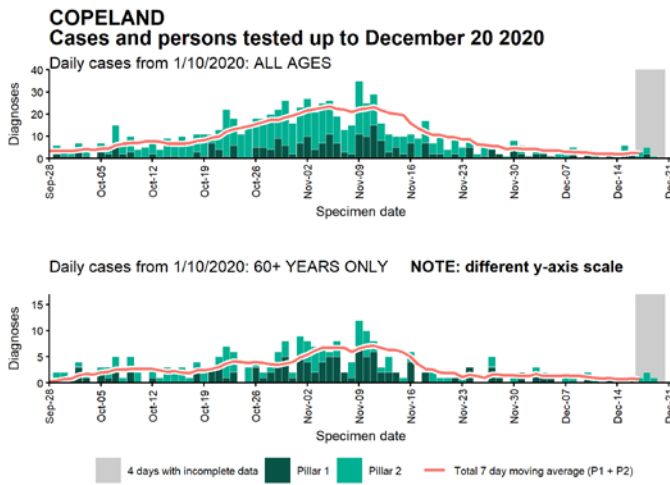 COPELAND
Cases and persons tested up to December 20 2020
Daily cases from 1/10/2020: ALL AGES
Diagnoses
40
30
20
10
0
Sep-28
Oct-05
Oct-12
Oct-19
Oct-26
Nov-02
Nov-09
Nov-16
Nov-23
Nov-30
Dec-07
Dec-14
Dec-21
Specimen date
Daily cases from 1/10/2020: 60+ YEARS ONLY NOTE: different y-axis scale
Diagnoses
15
10
5
0
Sep-28
Oct-05
Oct-12
Oct-19
Oct-26
Nov-02
Nov-09
Nov-16
Nov-23
Nov-30
Dec-07
Dec-14
Dec-21
Specimen date
4 days with incomplete data Pillar 1 Pillar 2 Total 7 day moving average (P1 + P2)